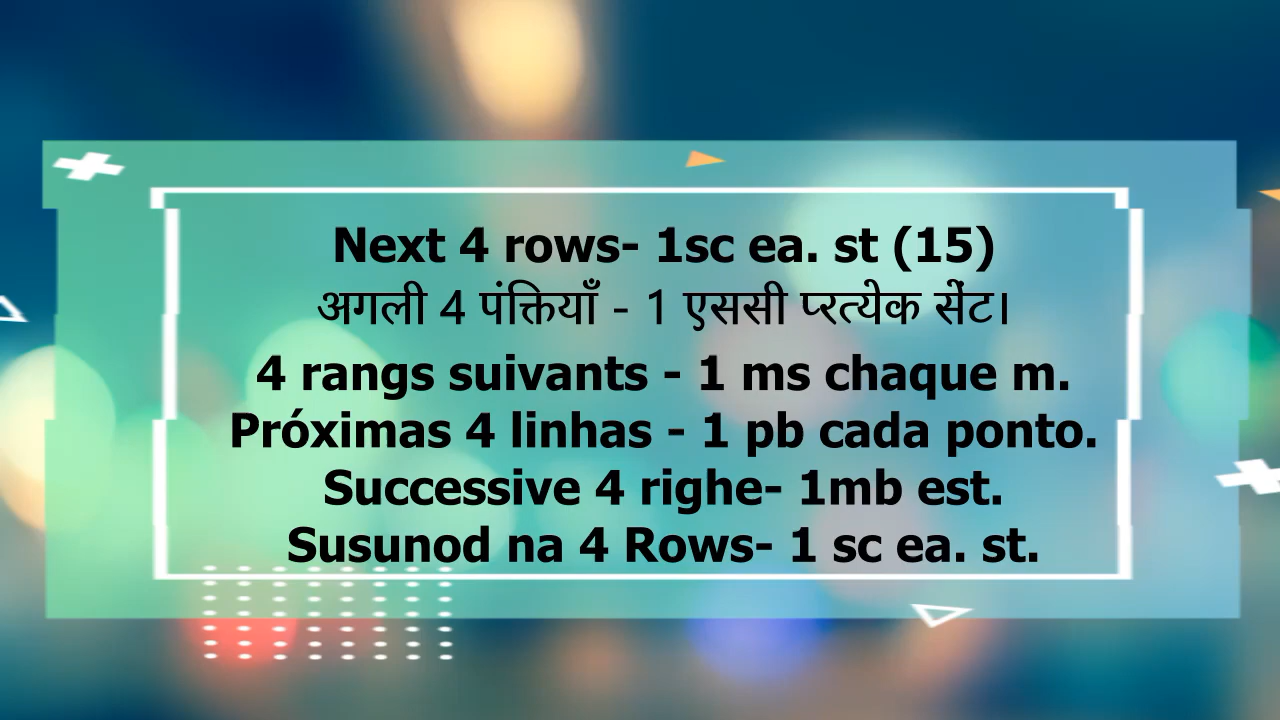 Next 4 rows- 1sc ea. st (15)
अगली 4 पंक्तियाँ - 1 एससी प्रत्येक सेंट।
4 rangs suivants - 1 ms chaque m.
Próximas 4 linhas - 1 pb cada ponto.
Successive 4 righe- 1mb est.
Susunod na 4 Rows- 1 sc ea. st.